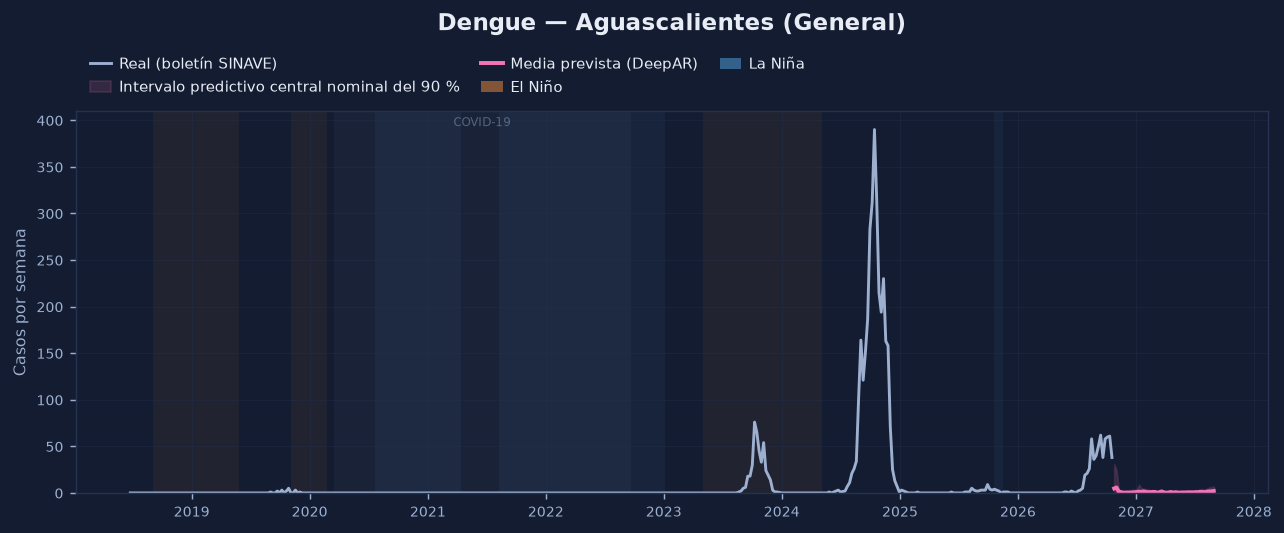 Dengue — Aguascalientes (General)
Real (boletín SINAVE)
Media prevista (DeepAR)
La Niña
Intervalo predictivo central nominal del 90 %
El Niño
COVID-19
Casos por semana
400
350
300
250
200
150
100
50
0
2019
2020
2021
2022
2023
2024
2025
2026
2027
2028